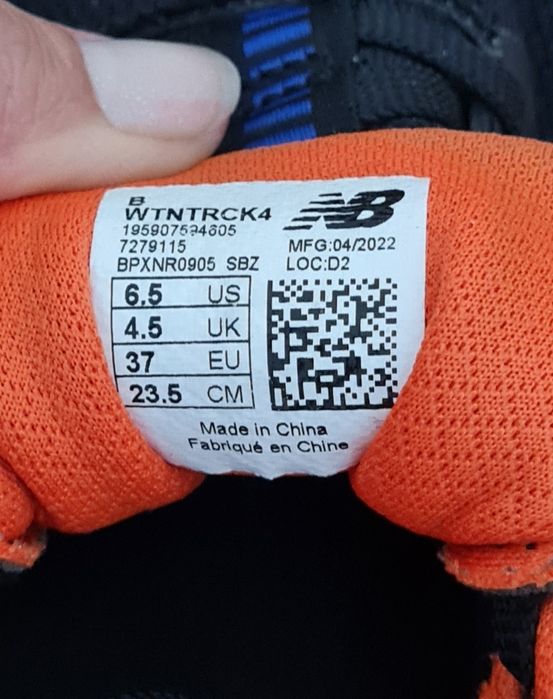 B
WTNTRCK4
NB
195907594605
7279115
MFG:04/2022
BPXNR0905 SBZ
LOC:D2
6.5 US
4.5 UK
37 EU
23.5 CM
Made in China
Fabriqué en Chine